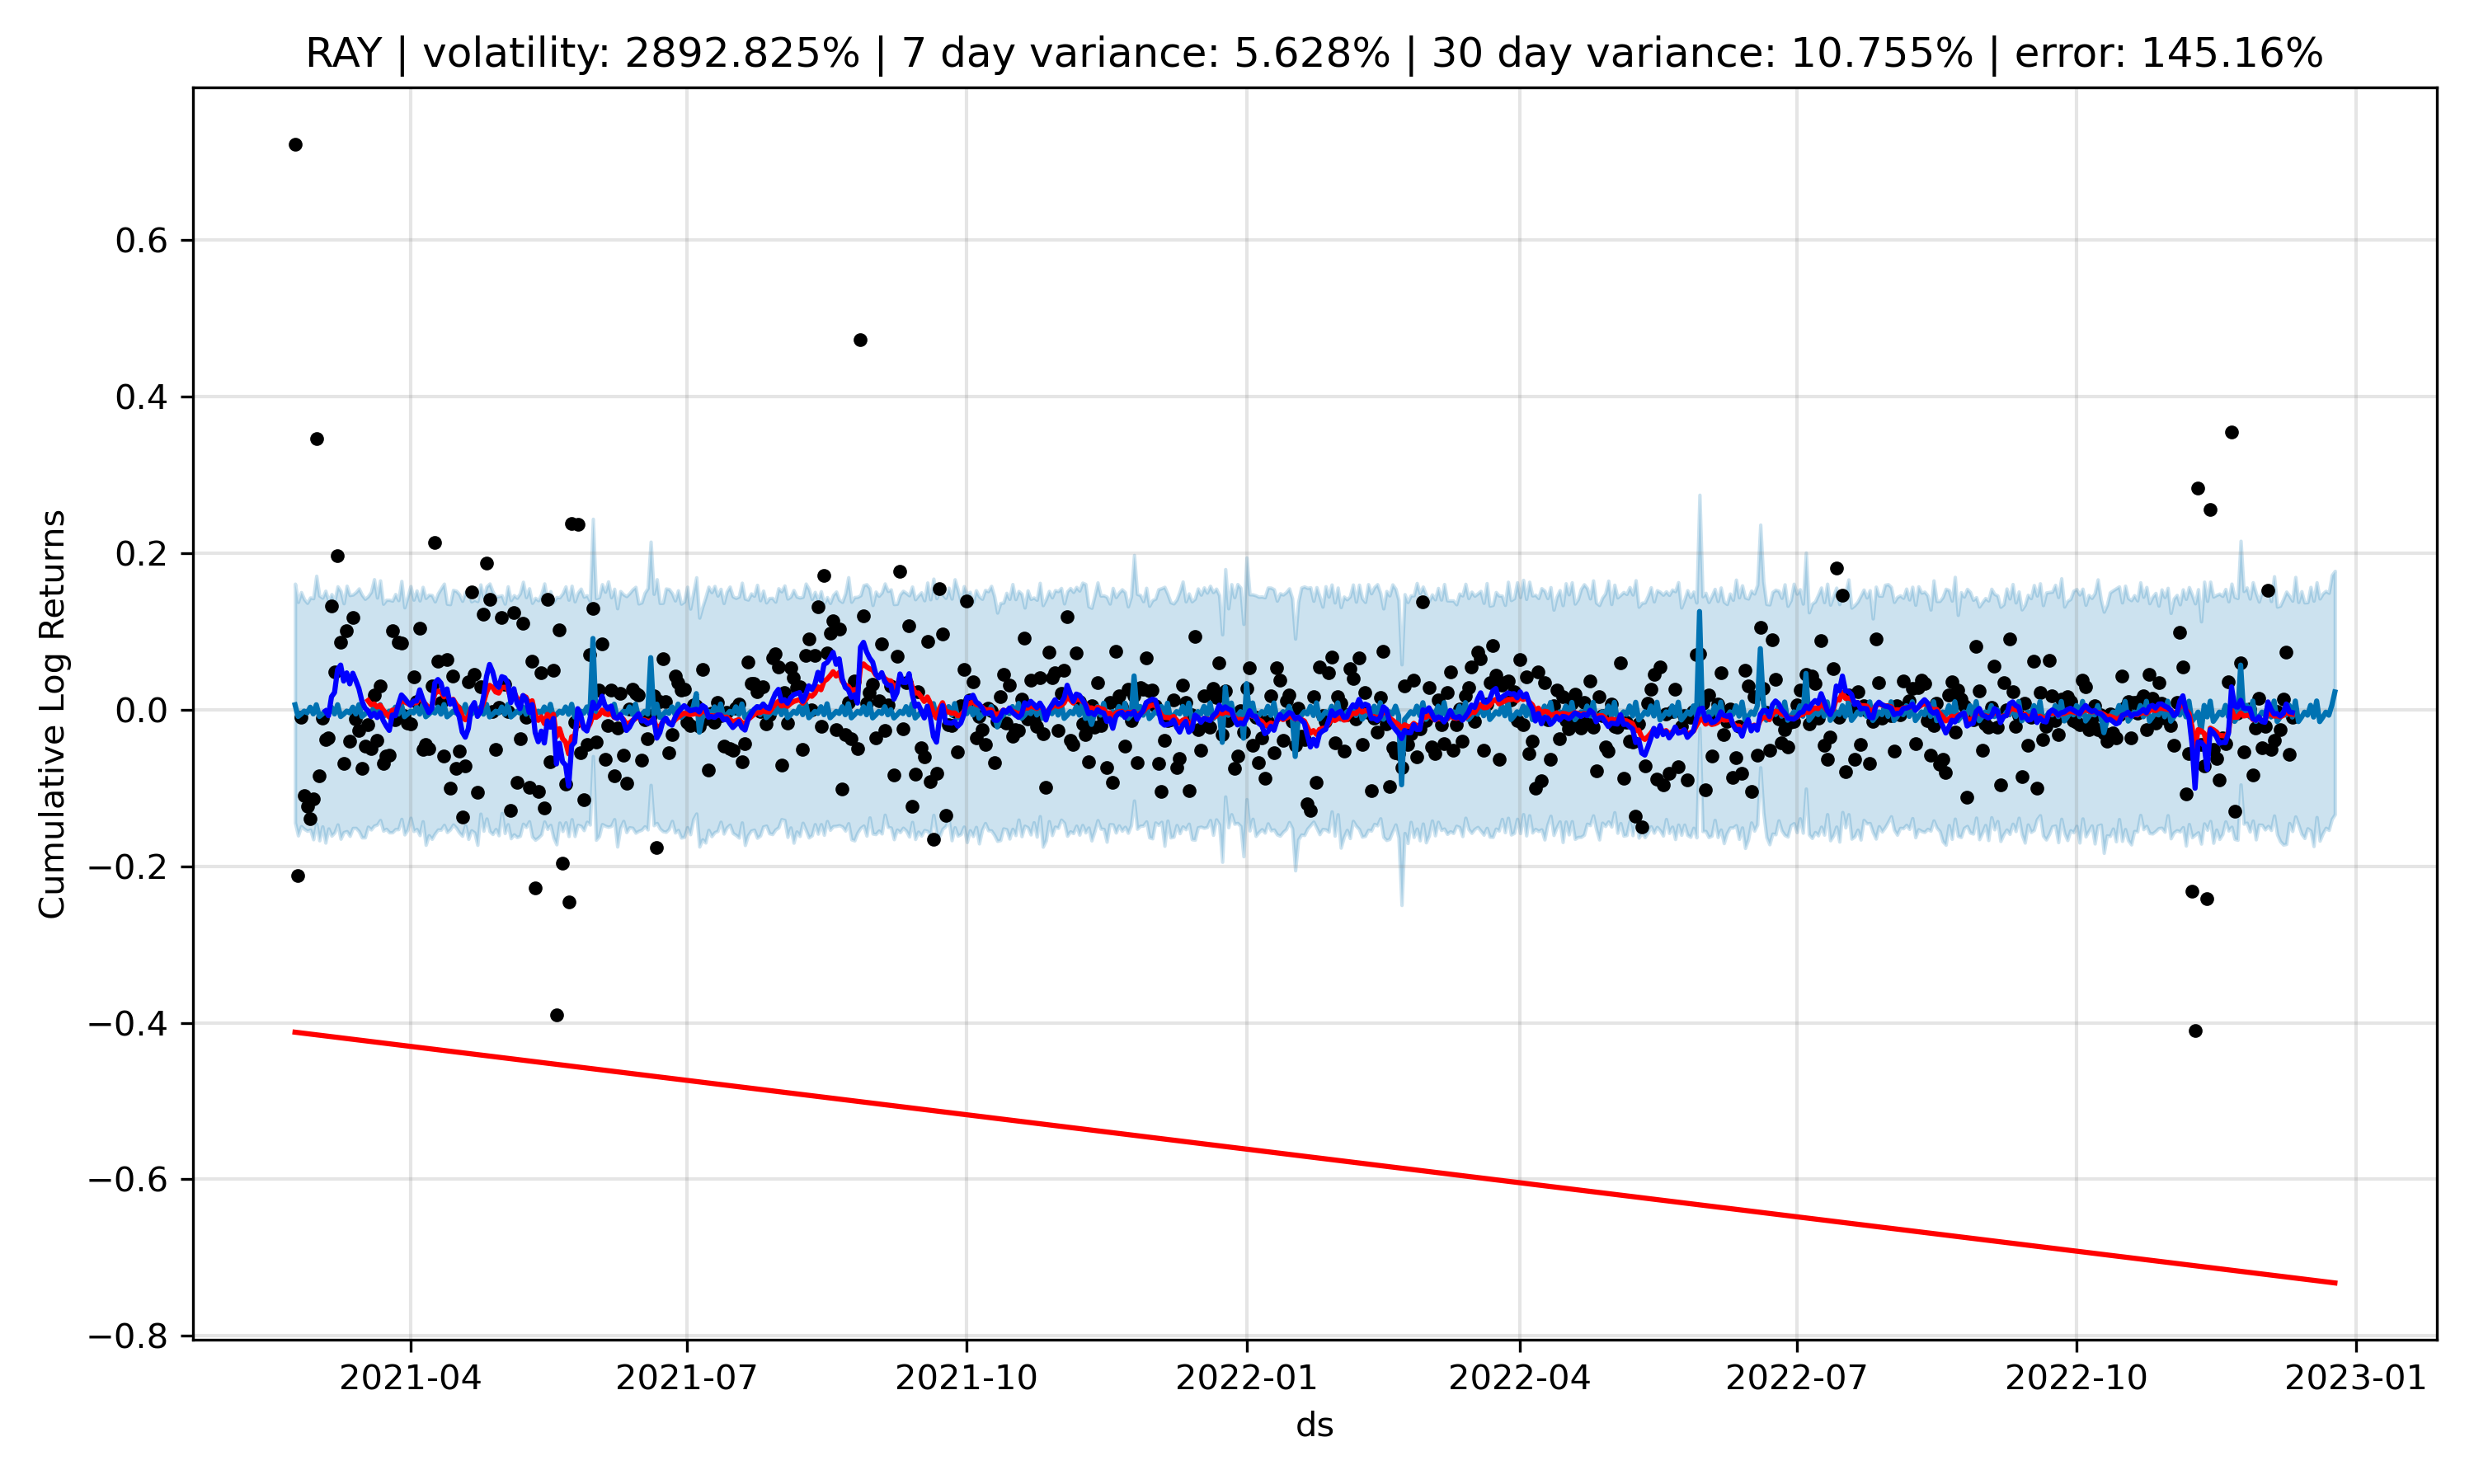 RAY | volatility: 2892.825% | 7 day variance: 5.628% | 30 day variance: 10.755% | error: 145.16%
Cumulative Log Returns
0.6
0.4
0.2
0.0
−0.2
−0.4
−0.6
−0.8
2021-04 2021-07 2021-10 2022-01 2022-04 2022-07 2022-10 2023-01
ds